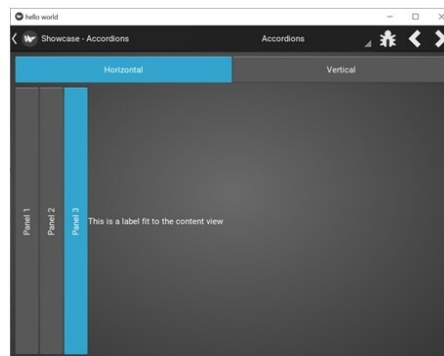 hello world
Showcase - Accordions
Accordions
Horizontal
Vertical
Panel 1
Panel 2
Panel 3
This is a label fit to the content view